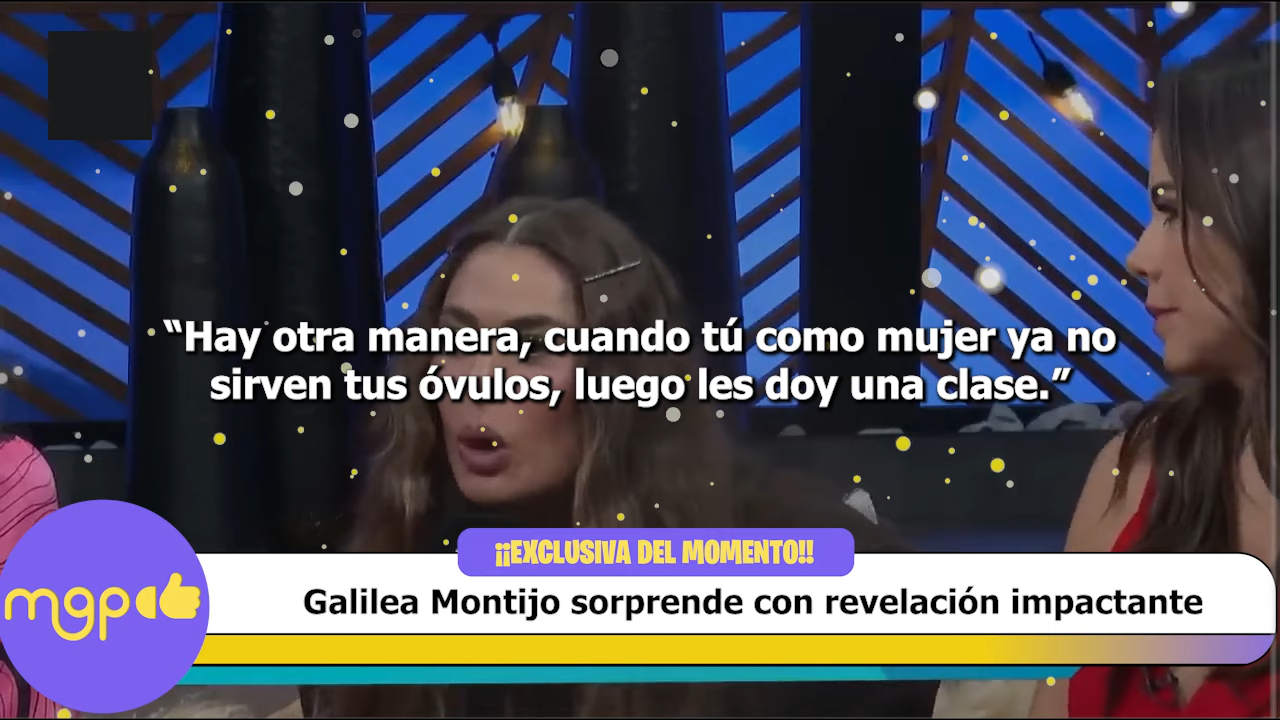 “Hay otra manera, cuando tú como mujer ya no
sirven tus óvulos, luego les doy una clase.”
¡¡EXCLUSIVA DEL MOMENTO!!
Galilea Montijo sorprende con revelación impactante
mgp